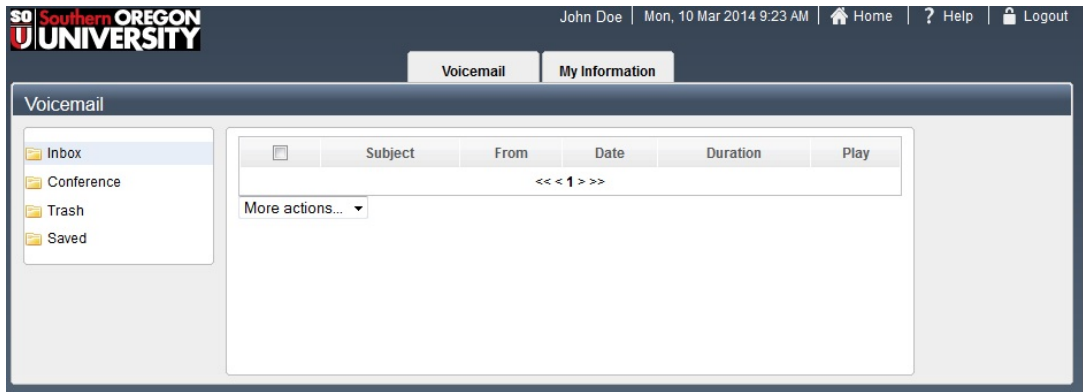 SO Southern OREGON
U UNIVERSITY
John Doe | Mon, 10 Mar 2014 9:23 AM | Home | ? Help | Logout
Voicemail My Information
Voicemail
Inbox
Conference
Trash
Saved
Subject From Date Duration Play
<< < 1 > >>
More actions...